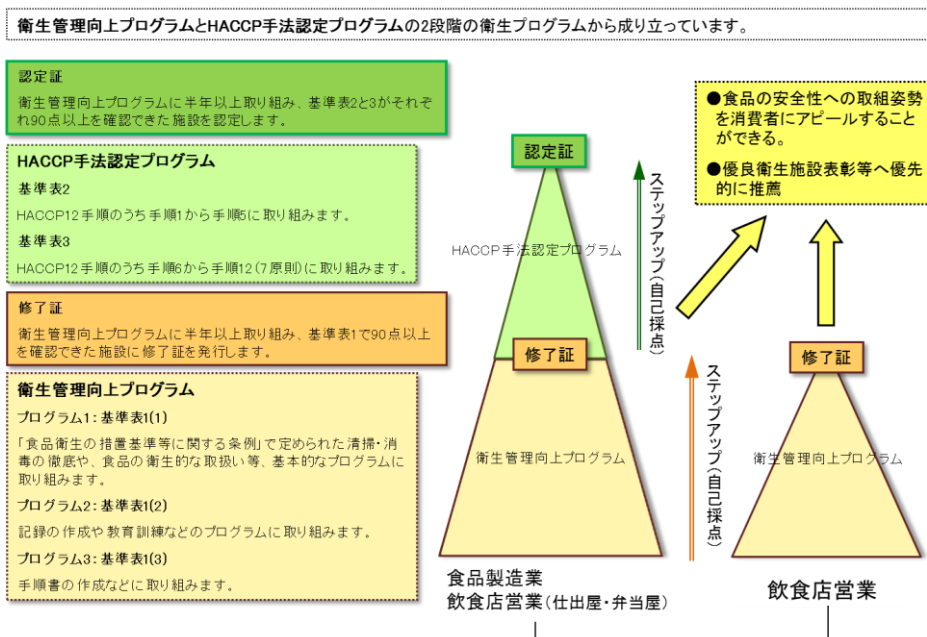 衛生管理向上プログラムとHACCP手法認定プログラムの2段階の衛生プログラムから成り立っています。
認定証
衛生管理向上プログラムに半年以上取り組み、基準表2と3がそれぞ
れ90点以上を確認できた施設を認定します。
HACCP手法認定プログラム
基準表2
HACCP12手順のうち手順1から手順5に取り組みます。
基準表3
HACCP12手順のうち手順6から手順12(7原則)に取り組みます。
修了証
衛生管理向上プログラムに半年以上取り組み、基準表1で90点以上
を確認できた施設に修了証を発行します。
衛生管理向上プログラム
プログラム1:基準表1(1)
「食品衛生の措置基準等に関する条例」で定められた清掃・消
毒の徹底や、食品の衛生的な取扱い等、基本的なプログラムに
取り組みます。
プログラム2:基準表1(2)
記録の作成や教育訓練などのプログラムに取り組みます。
プログラム3:基準表1(3)
手順書の作成などに取り組みます。
認定証
HACCP手法認定プログラム
修了証
衛生管理向上プログラム
食品製造業
飲食店営業(仕出屋・弁当屋)
ステップアップ(自己採点)
ステップアップ(自己採点)
●食品の安全性への取組姿勢
を消費者にアピールすること
ができる。
●優良衛生施設表彰等へ優先
的に推薦
修了証
衛生管理向上プログラム
飲食店営業